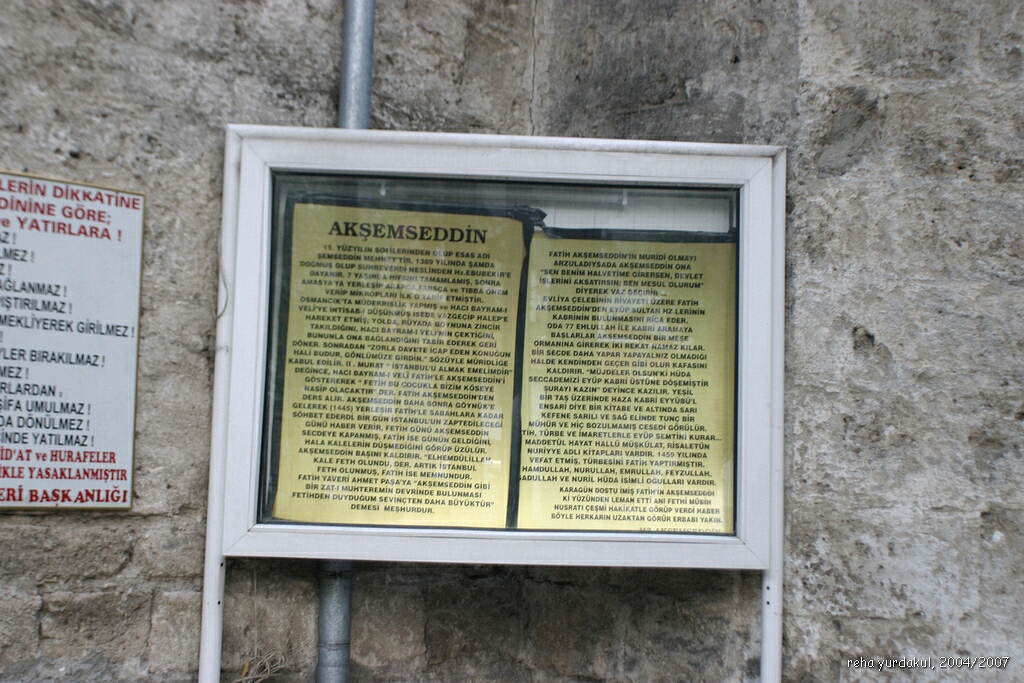 LERİN DİKKATİNE
DİNİNE GÖRE;
ve YATIRLARA !
AZ !
LMEZ !
Z !
AĞLANMAZ !
PIŞTIRILMAZ !
EMEKLİYEREK GİRİLMEZ !
YLER BIRAKILMAZ !
RLARDAN ,
ŞİFA UMULMAZ !
DA DÖNÜLMEZ !
SİNDE YATILMAZ !
BİD'AT ve HURAFELER
İKLE YASAKLANMIŞTIR
ERİ BAŞKANLIĞI
AKŞEMSEDDİN
15. YÜZYILIN SOFİLERİNDEN OLUP ESAS ADI
ŞEMSEDDİN MEHMET'TİR. 1389 YILINDA ŞAMDA
DOĞMUŞ OLUP SUHREVERDİ NESLİNDEN Hz.EBUBEKİR'E
DAYANIR. 7 YAŞINDA HIFSINI TAMAMLAMIŞ, SONRA
AMASYA'YA YERLEŞİP ARAPÇA FARSÇA ve TIBBA ÖNEM
VERİP MİKROPLARI İLK O TARİF ETMİŞTİR.
OSMANCIK'TA MÜDERRİSLİK YAPMIŞ ve HACI BAYRAM-I
VELİ'YE İNTİSAB-I DÜŞÜNMÜŞ İSEDE VAZGEÇİP HALEP'E
HAREKET ETMİŞ; YOLDA, RÜYADA BOYNUNA ZİNCİR
TAKILDIĞINI, HACI BAYRAM-I VELİ'NİN ÇEKTİĞİNİ,
BUNUNLA ONA BAĞLANDIĞINI TABİR EDEREK GERİ
DÖNER. SONRADAN "ZORLA DAVETE İCAP EDEN KONUĞUN
HALİ BUDUR, GÖNLÜMÜZE GİRDİN." SÖZÜYLE MÜRİDLİĞE
KABUL EDİLİR. II . MURAT " İSTANBUL'U ALMAK EMELİMDİR"
DEĞİNCE, HACI BAYRAM-I VELİ FATİH'LE AKŞEMSEDDİN'İ
GÖSTEREREK " FETİH BU ÇOCUKLA BİZİM KÖSEYE
NASİP OLACAKTIR" DER. FATİH AKŞEMSEDDİN'DEN
DERS ALIR. AKŞEMSEDDİN DAHA SONRA GÖYNÜK'E
GELEREK (1445) YERLEŞİR FATİH'LE SABAHLARA KADAR
SOHBET EDERDİ. BİR GÜN İSTANBUL'UN ZAPTEDİLECEĞİ
GÜNÜ HABER VERİR. FETİH GÜNÜ AKŞEMSEDDİN
SECDEYE KAPANMIŞ, FATİH İSE GÜNÜN GELDİĞİNİ,
HALA KALELERİN DÜŞMEDİĞİNİ GÖRÜP ÜZÜLÜR.
AKŞEMSEDDİN BAŞINI KALDIRIR. "ELHEMDÜLİLLAH
KALE FETH OLUNDU, DER. ARTIK İSTANBUL
FETH OLUNMUŞ, FATİH İSE MEMNUNDUR.
FATİH YAVERİ AHMET PAŞA'YA "AKŞEMSEDDİN GİBİ
BİR ZAT-I MUHTEREMİN DEVRİNDE BULUNMASI
FETİHDEN DUYDUGUM SEVİNÇTEN DAHA BÜYÜKTÜR"
DEMESİ MEŞHURDUR.
FATİH AKŞEMSEDDİN'İN MURİDİ OLMAYI
ARZULADIYSADA AKŞEMSEDDİN ONA
"SEN BENİM HALVETİME GİRERSEN, DEVLET
İŞLERİNİ AKSATIRSIN; BEN MESUL OLURUM"
DİYEREK VAZ GEÇİRİR...
EVLİYA ÇELEBİNİN RİVAYETİ ÜZERE FATİH
AKŞEMSEDDİN'DEN EYÜP SULTAN HZ.LERİNİN
KABRİNİN BULUNMASINI RİCA EDER.
ODA 77 EHLULLAH İLE KABRİ ARAMAYA
BAŞLARLAR AKŞEMSEDDİN BİR MEŞE
ORMANINA GİREREK İKİ REKAT NAMAZ KILAR.
BİR SECDE DAHA YAPAR YAPAYALNIZ OLMADIĞI
HALDE KENDİNDEN GEÇER GİBİ OLUR KAFASINI
KALDIRIR. "MÜJDELER OLSUN'Kİ HÜDA
SECCADEMİZİ EYÜP KABRİ ÜSTÜNE DÖŞEMİŞTİR
ŞURAYI KAZIN" DEYİNCE KAZILIR. YEŞİL
BİR TAŞ ÜZERİNDE HAZA KABRİ EYYÜBÜ'L
ENSARİ DİYE BİR KİTABE VE ALTINDA SARI
KEFENE SARILI VE SAĞ ELİNDE TUNÇ BİR
MÜHÜR VE HİÇ BOZULMAMIŞ CESEDİ GÖRÜLÜR.
TİH, TÜRBE VE İMARETLERLE EYÜP SEMTİNİ KURAR...
MADDETÜL HAYAT HALLÜ MÜŞKÜLAT, RİSALETÜN
NURİYYE ADLI KİTAPLARI VARDIR. 1459 YILINDA
VEFAT ETMİŞ, TÜRBESİNİ FATİH YAPTIRMIŞTIR.
HAMDULLAH, NURULLAH, EMRULLAH, FEYZULLAH,
SADULLAH VE NURİL HÜDA İSİMLİ OGULLARI VARDIR.
KARAGÜN DOSTU İMİŞ FATİH'İN AKŞEMSEDDİN
Kİ YÜZÜNDEN LEMAN ETTİ ANI FETHİ MÜBİN
NUSRATI ÇEŞMİ HAKİKATLE GÖRÜP VERDİ HABER
BÖYLE HERKARIN UZAKTAN GÖRÜR ERBABI YAKIN.
HZ.AKŞEMSEDDİN
reha yurdakul, 2004/2007